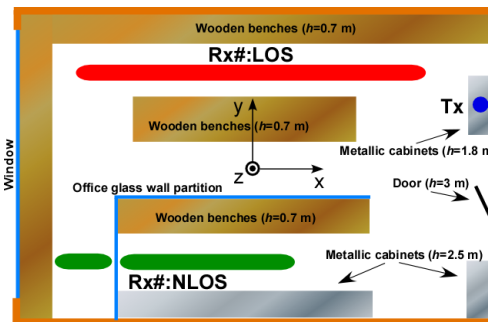 Wooden benches (h=0.7 m)
Rx#:LOS
Tx
y
Wooden benches (h=0.7 m)
Metallic cabinets (h=1.8 m
z
x
Window
Office glass wall partition
Door (h=3 m)
Wooden benches (h=0.7 m)
Metallic cabinets (h=2.5 m)
Rx#:NLOS